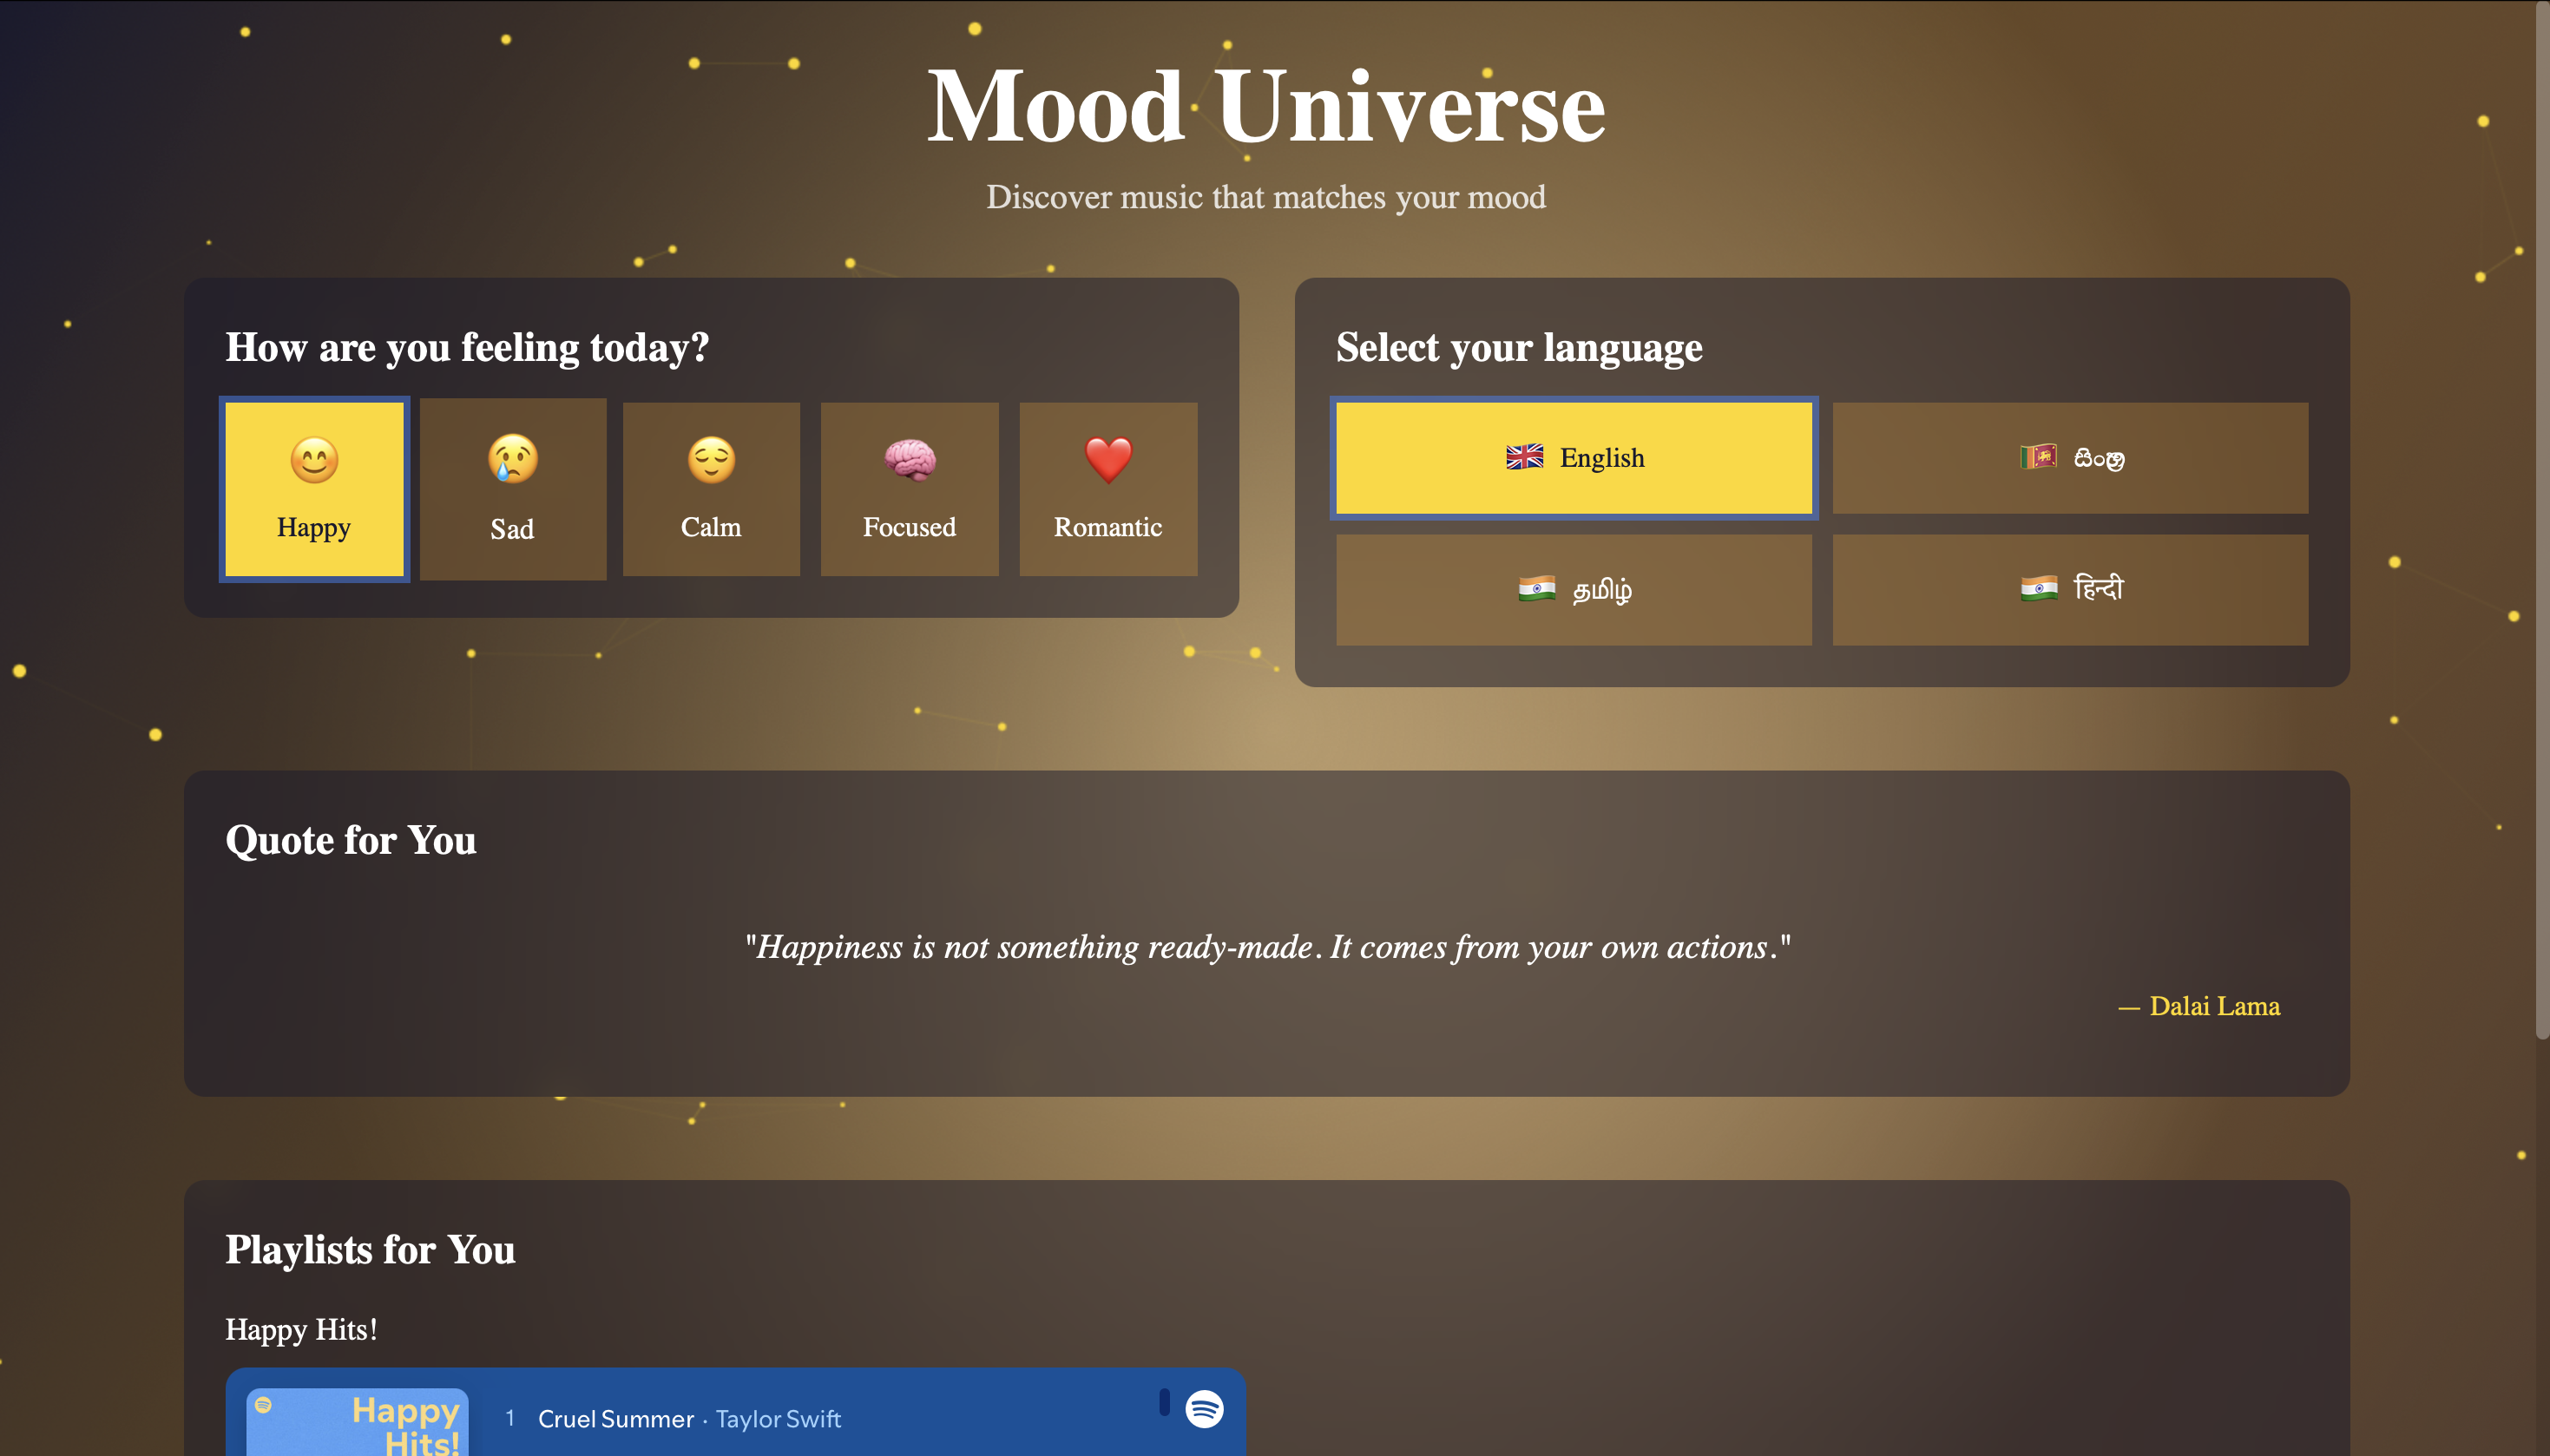 Mood Universe
Discover music that matches your mood
How are you feeling today?
Happy
Sad
Calm
Focused
Romantic
Select your language
English
தமிழ்
हिन्दी
Quote for You
"Happiness is not something ready-made. It comes from your own actions."
— Dalai Lama
Playlists for You
Happy Hits!
Happy
Hits!
1 Cruel Summer · Taylor Swift